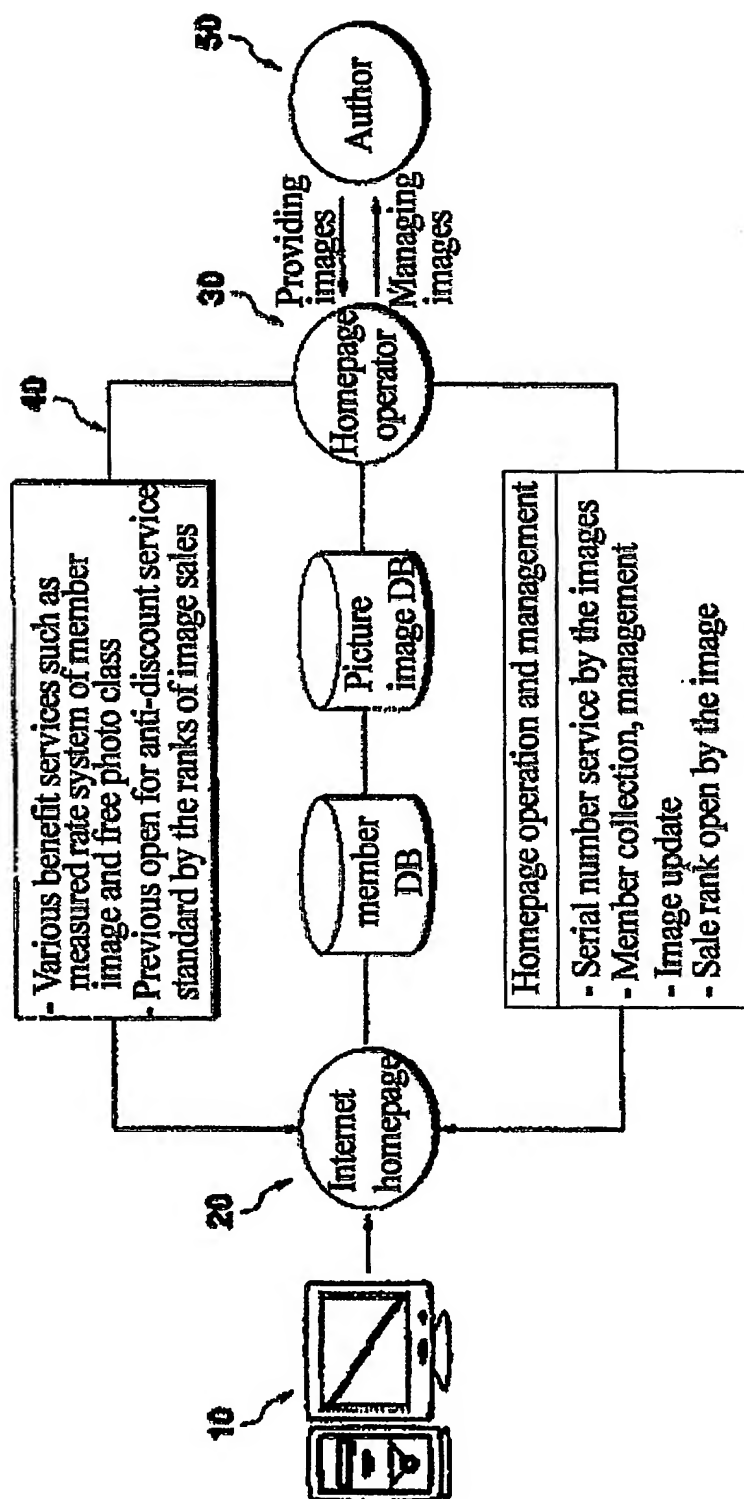 10
20
Internet
homepage
- Various benefit services such as
measured rate system of member
image and free photo class
- Previous open for anti-discount service
standard by the ranks of image sales
40
member
DB
Picture
image DB
Homepage operation and management
- Serial number service by the images
- Member collection, management
- Image update
- Sale rank open by the image
30
Homepage
operator
Providing
images
Managing
images
50
Author